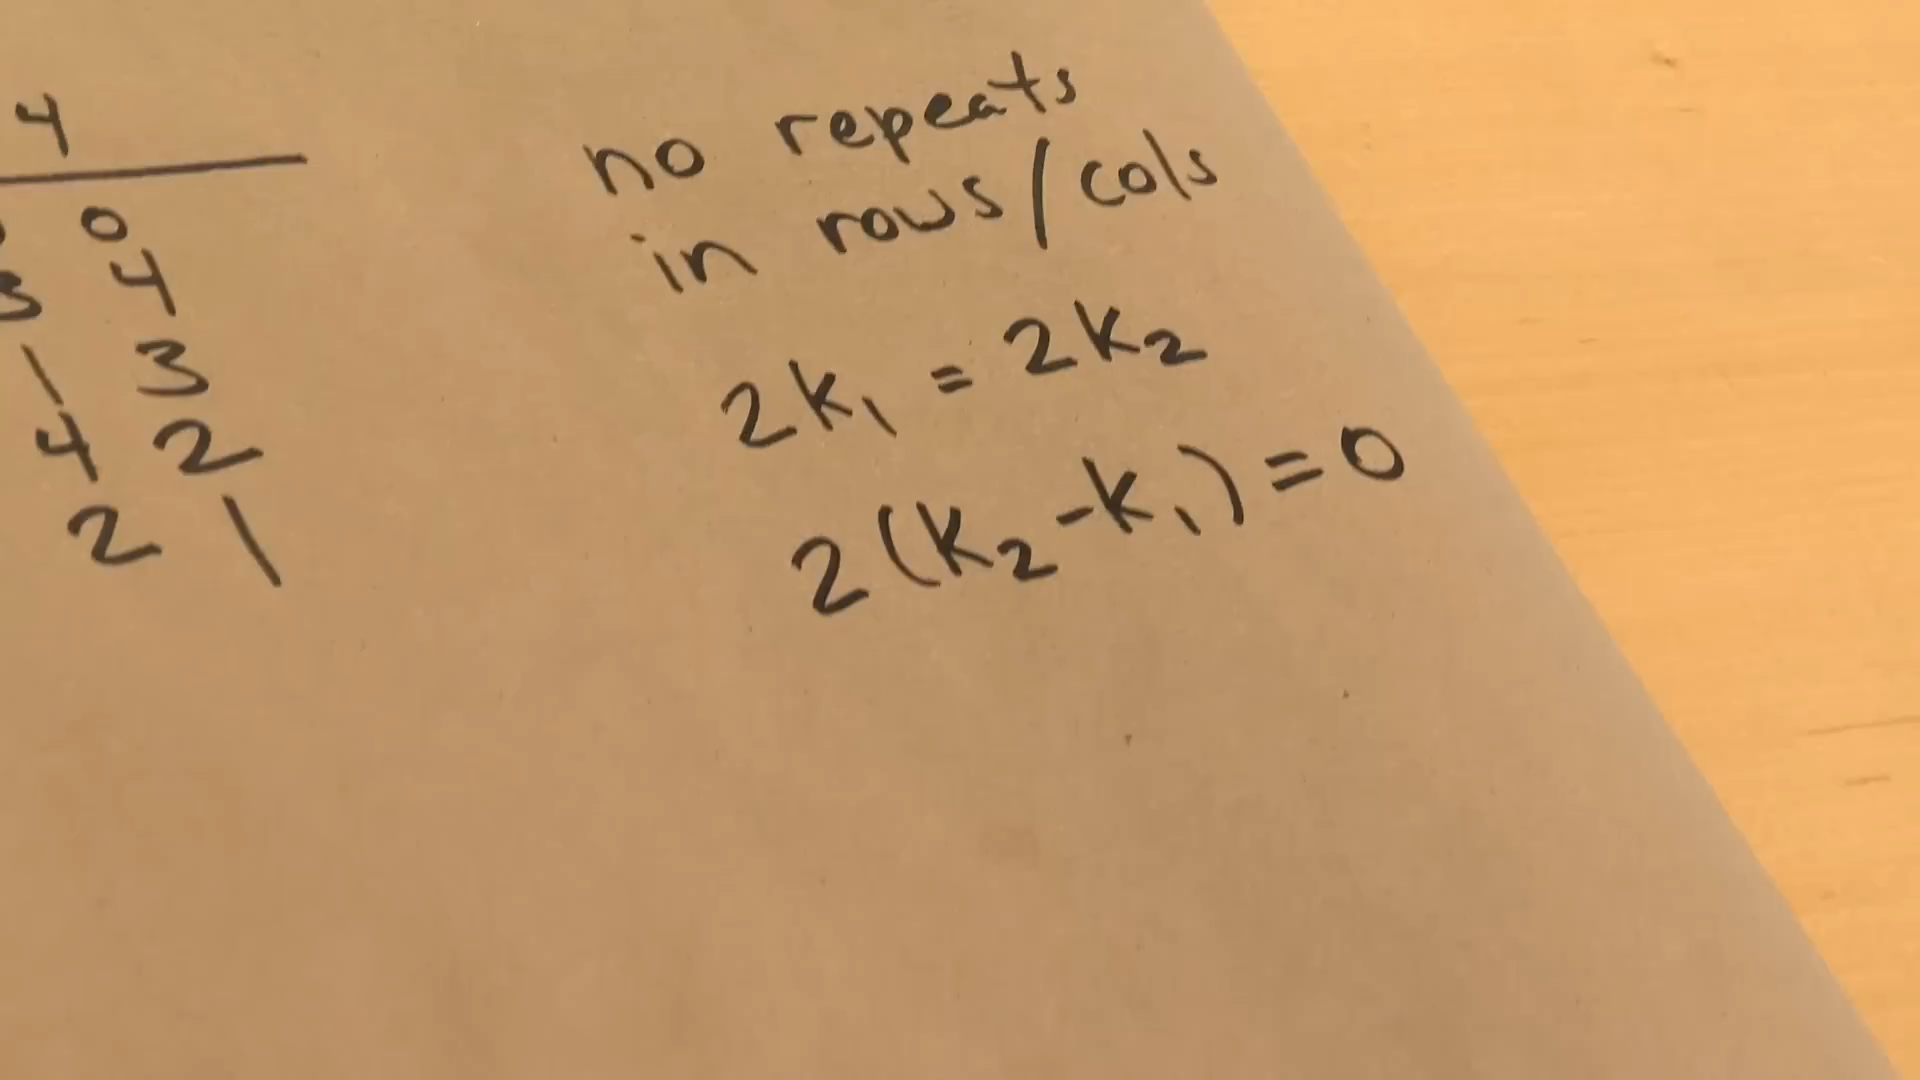 4
0
3 4
1 3
4 2
2 1
no repeats
in rows/cols
2k₁ = 2k₂
2(k₂-k₁)=0